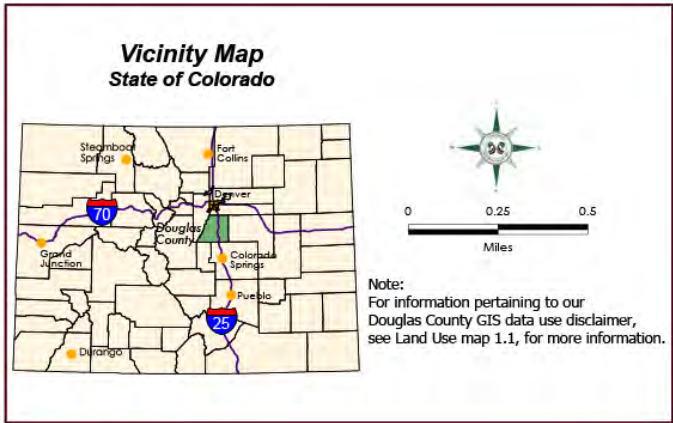 Vicinity Map
State of Colorado
Steamboat
Springs
Fort
Collins
Denver
70
Douglas
County
Grand
Junction
Colorado
Springs
Pueblo
25
Durango
0 0.25 0.5
Miles
Note:
For information pertaining to our
Douglas County GIS data use disclaimer,
see Land Use map 1.1, for more information.